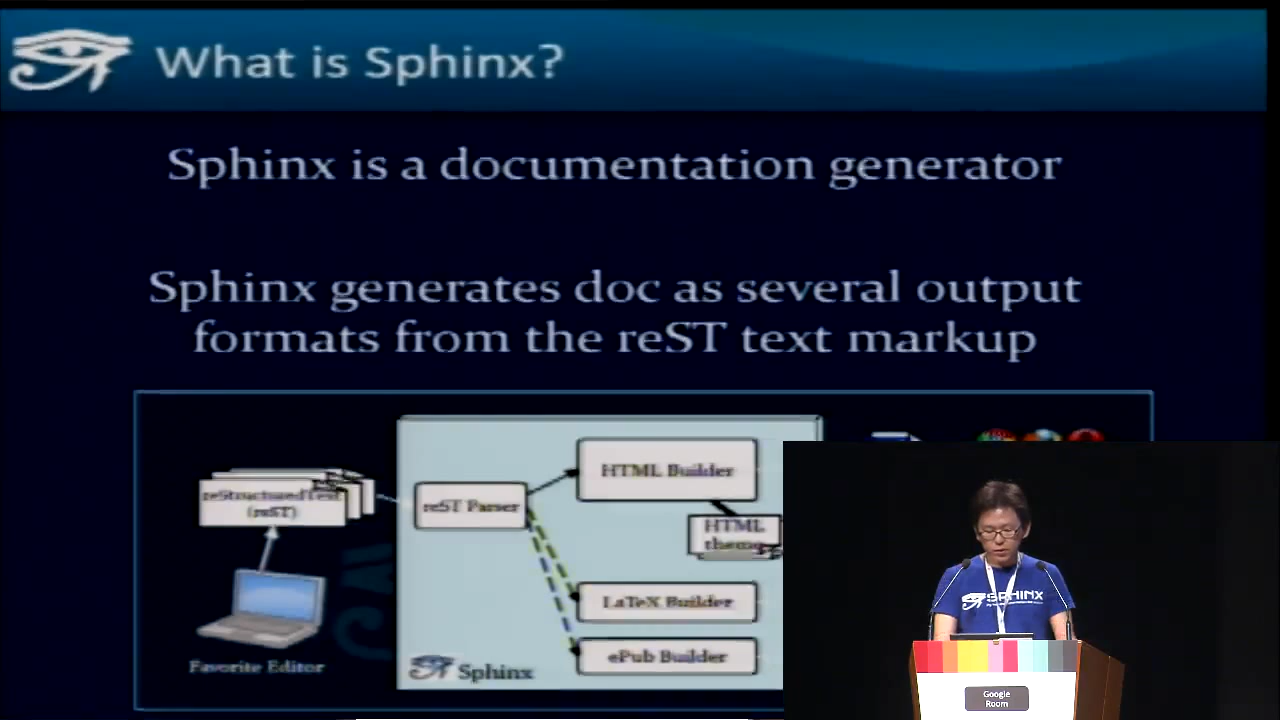 What is Sphinx?
Sphinx is a documentation generator
Sphinx generates doc as several output
formats from the reST text markup
reStructuredText
(reST)
Favorite Editor
reST Parser
HTML Builder
HTML
theme
LaTeX Builder
ePub Builder
Sphinx
SPHINX
Google
Room